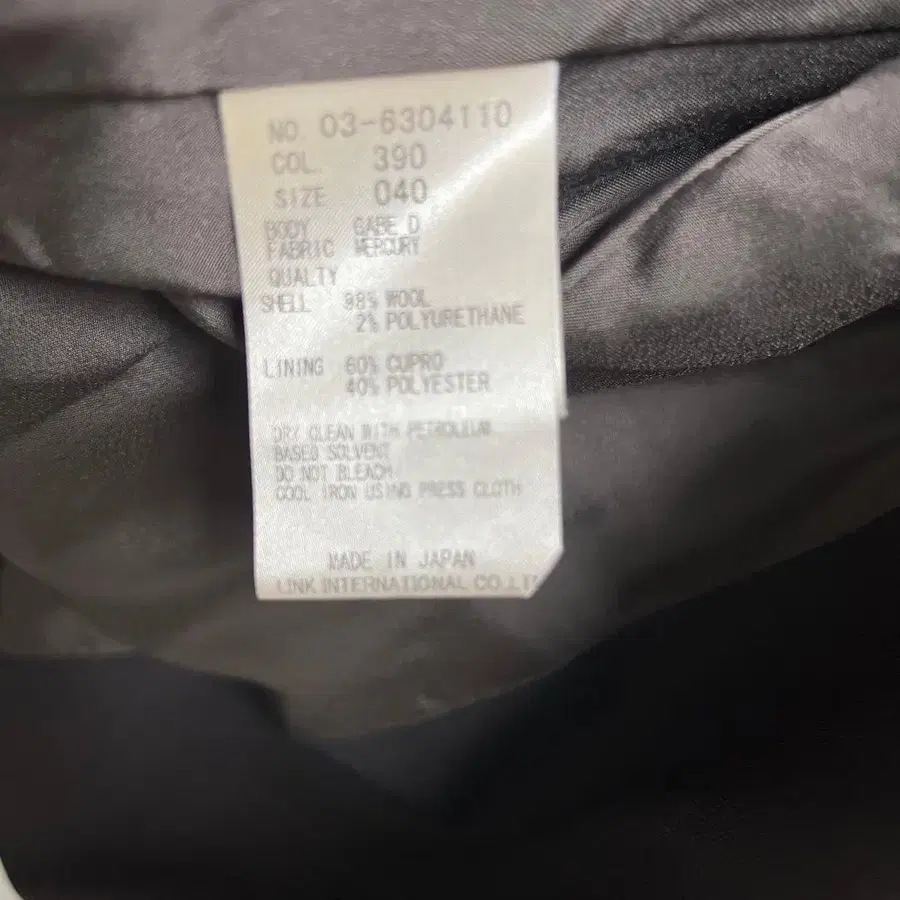 NO. 03-6304110
COL 390
SIZE 040
BODY GABE D
FABRIC MERCURY
QUALTY
SHELL 98% WOOL
2% POLYURETHANE
LINING 60% CUPRO
40% POLYESTER
DRY CLEAN WITH PETROLEUM
BASED SOLVENT
DO NOT BLEACH
COOL IRON USING PRESS CLOTH
MADE IN JAPAN
LINK INTERNATIONAL CO.